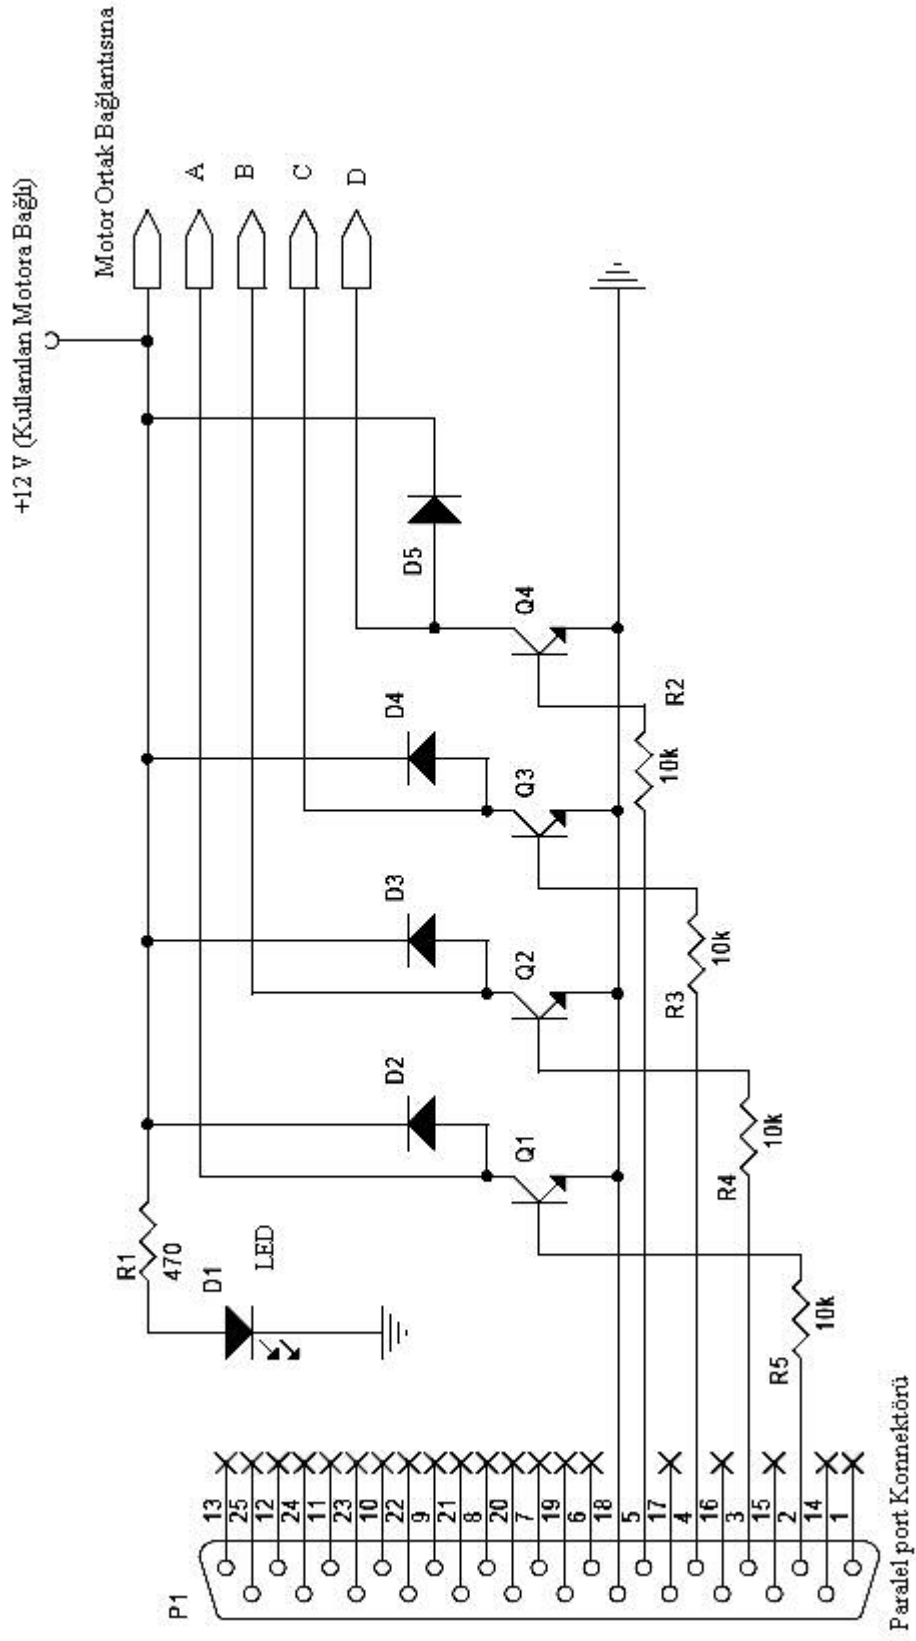 +12 V (Kullanılan Motora Bağlı)
Motor Ortak Bağlantısına
A
B
C
D
R1
470
D1
LED
D2
D3
D4
D5
Q1
Q2
Q3
Q4
R2
10k
R3
10k
R4
10k
R5
10k
P1
13
25
12
24
11
23
10
22
9
21
8
20
7
19
6
18
5
17
4
16
3
15
2
14
1
Paralel port Konnektörü